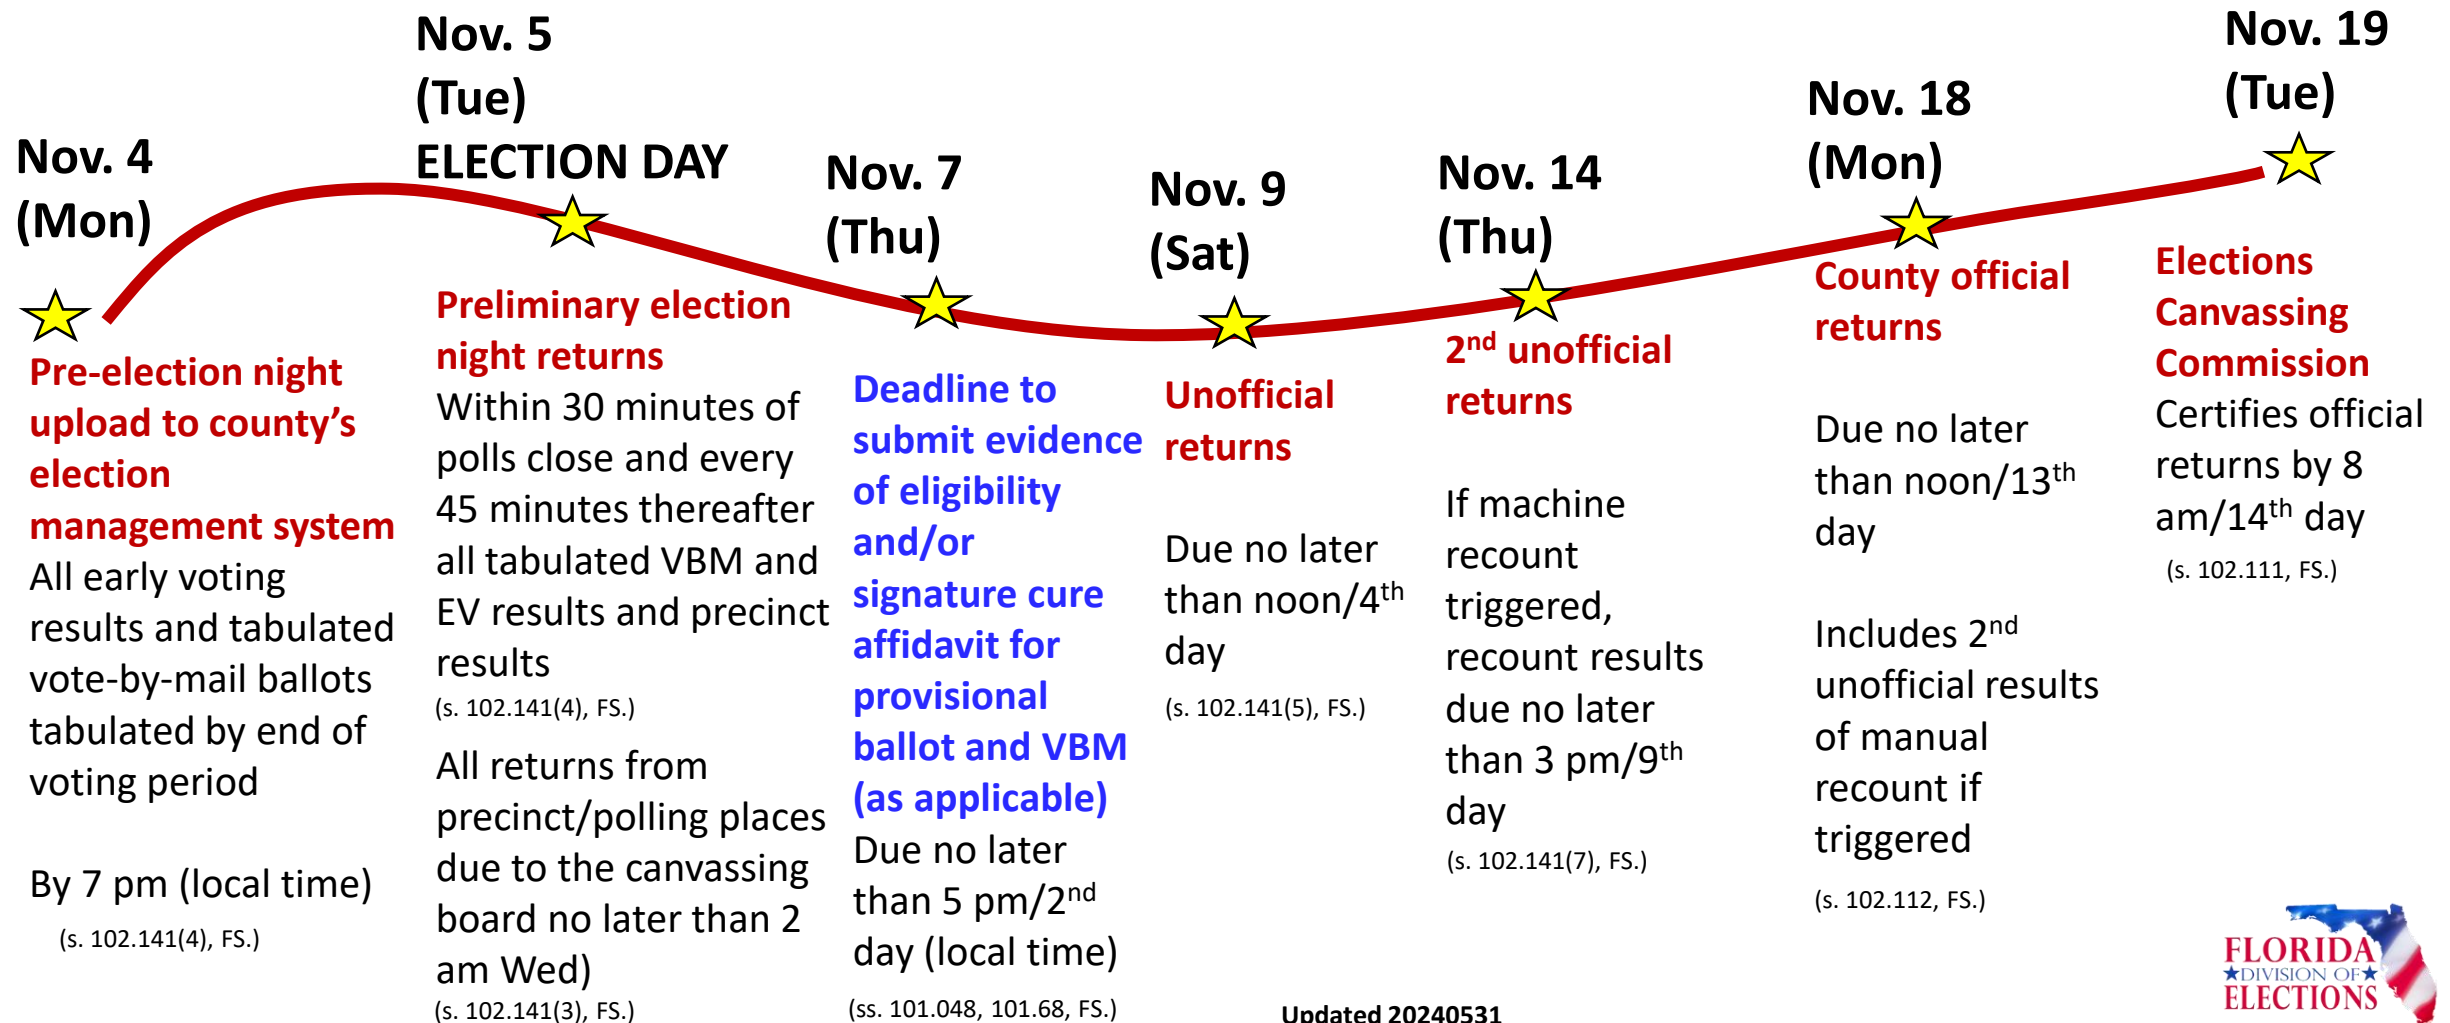 Nov. 4
(Mon)
Pre-election night
upload to county’s
election
management system
All early voting
results and tabulated
vote-by-mail ballots
tabulated by end of
voting period
By 7 pm (local time)
(s. 102.141(4), FS.)
Nov. 5
(Tue)
ELECTION DAY
Preliminary election
night returns
Within 30 minutes of
polls close and every
45 minutes thereafter
all tabulated VBM and
EV results and precinct
results
(s. 102.141(4), FS.)
All returns from
precinct/polling places
due to the canvassing
board no later than 2
am Wed)
(s. 102.141(3), FS.)
Nov. 7
(Thu)
Deadline to
submit evidence
of eligibility
and/or
signature cure
affidavit for
provisional
ballot and VBM
(as applicable)
Due no later
than 5 pm/2nd
day (local time)
(ss. 101.048, 101.68, FS.)
Nov. 9
(Sat)
Unofficial
returns
Due no later
than noon/4th
day
(s. 102.141(5), FS.)
Nov. 14
(Thu)
2nd unofficial
returns
If machine
recount
triggered,
recount results
due no later
than 3 pm/9th
day
(s. 102.141(7), FS.)
Nov. 18
(Mon)
County official
returns
Due no later
than noon/13th
day
Includes 2nd
unofficial results
of manual
recount if
triggered
(s. 102.112, FS.)
Nov. 19
(Tue)
Elections
Canvassing
Commission
Certifies official
returns by 8
am/14th day
(s. 102.111, FS.)
Updated 20240531
FLORIDA
★DIVISION OF★
ELECTIONS